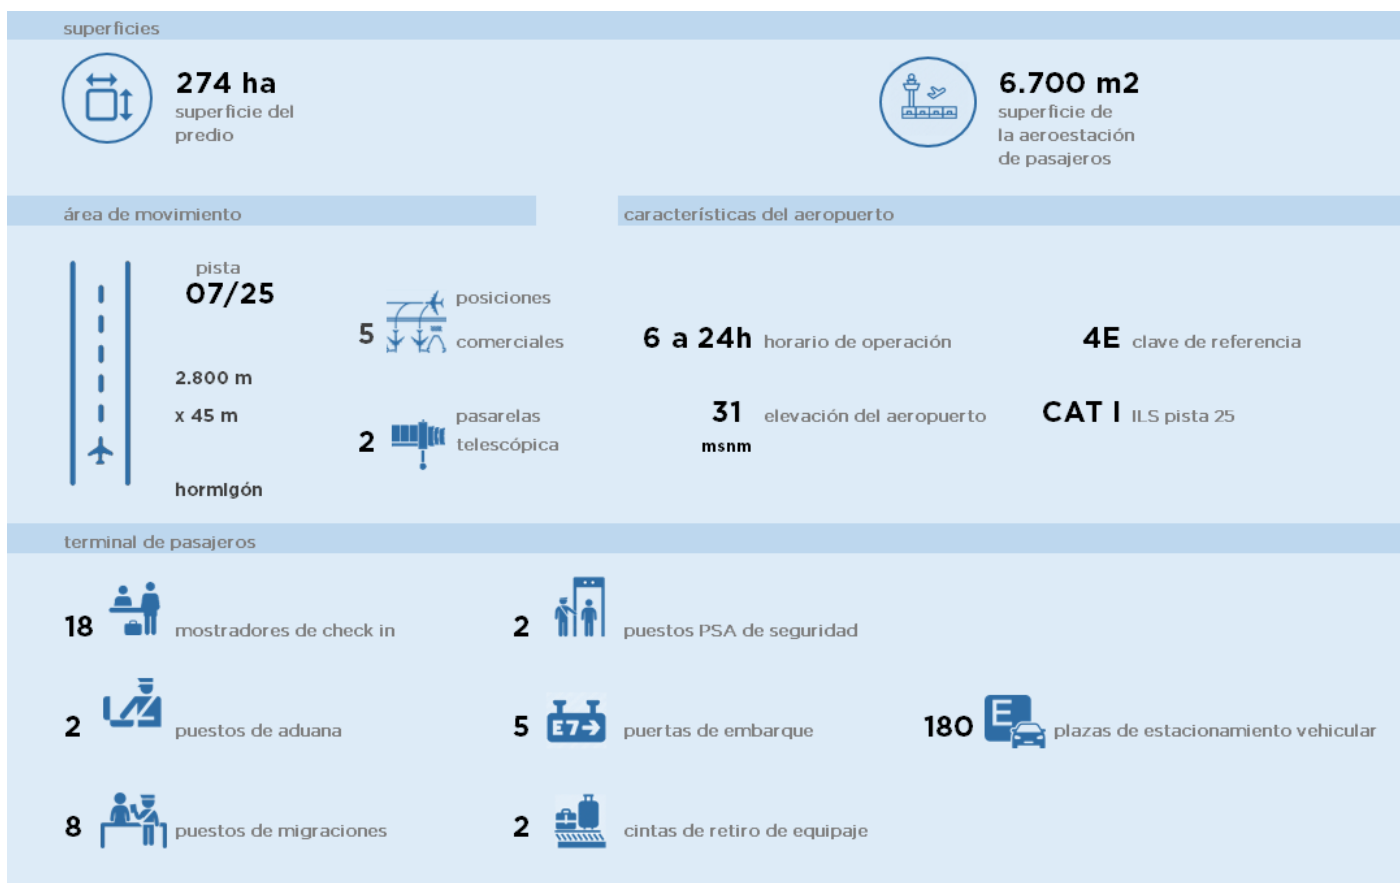 superficies
274 ha
superficie del
predio
6.700 m2
superficie de
la aeroestación
de pasajeros
área de movimiento
pista
07/25
2.800 m
x 45 m
hormigón
5
posiciones
comerciales
2
pasarelas
telescópica
características del aeropuerto
6 a 24h horario de operación
4E clave de referencia
31 elevación del aeropuerto
msnm
CAT I ILS pista 25
terminal de pasajeros
18 mostradores de check in
2 puestos PSA de seguridad
2 puestos de aduana
5 E7→ puertas de embarque
180 E plazas de estacionamiento vehicular
8 puestos de migraciones
2 cintas de retiro de equipaje